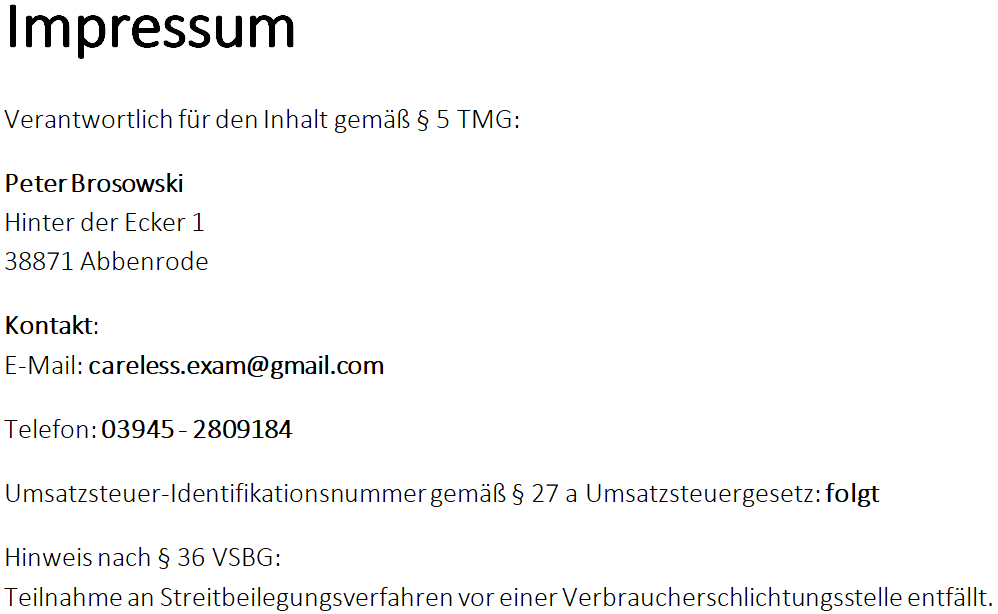 Impressum
Verantwortlich für den Inhalt gemäß § 5 TMG:
Peter Brosowski
Hinter der Ecker 1
38871 Abbenrode
Kontakt:
E-Mail: careless.exam@gmail.com
Telefon: 03945 - 2809184
Umsatzsteuer-Identifikationsnummer gemäß § 27 a Umsatzsteuergesetz: folgt
Hinweis nach § 36 VSBG:
Teilnahme an Streitbeilegungsverfahren vor einer Verbraucherschlichtungsstelle entfällt.